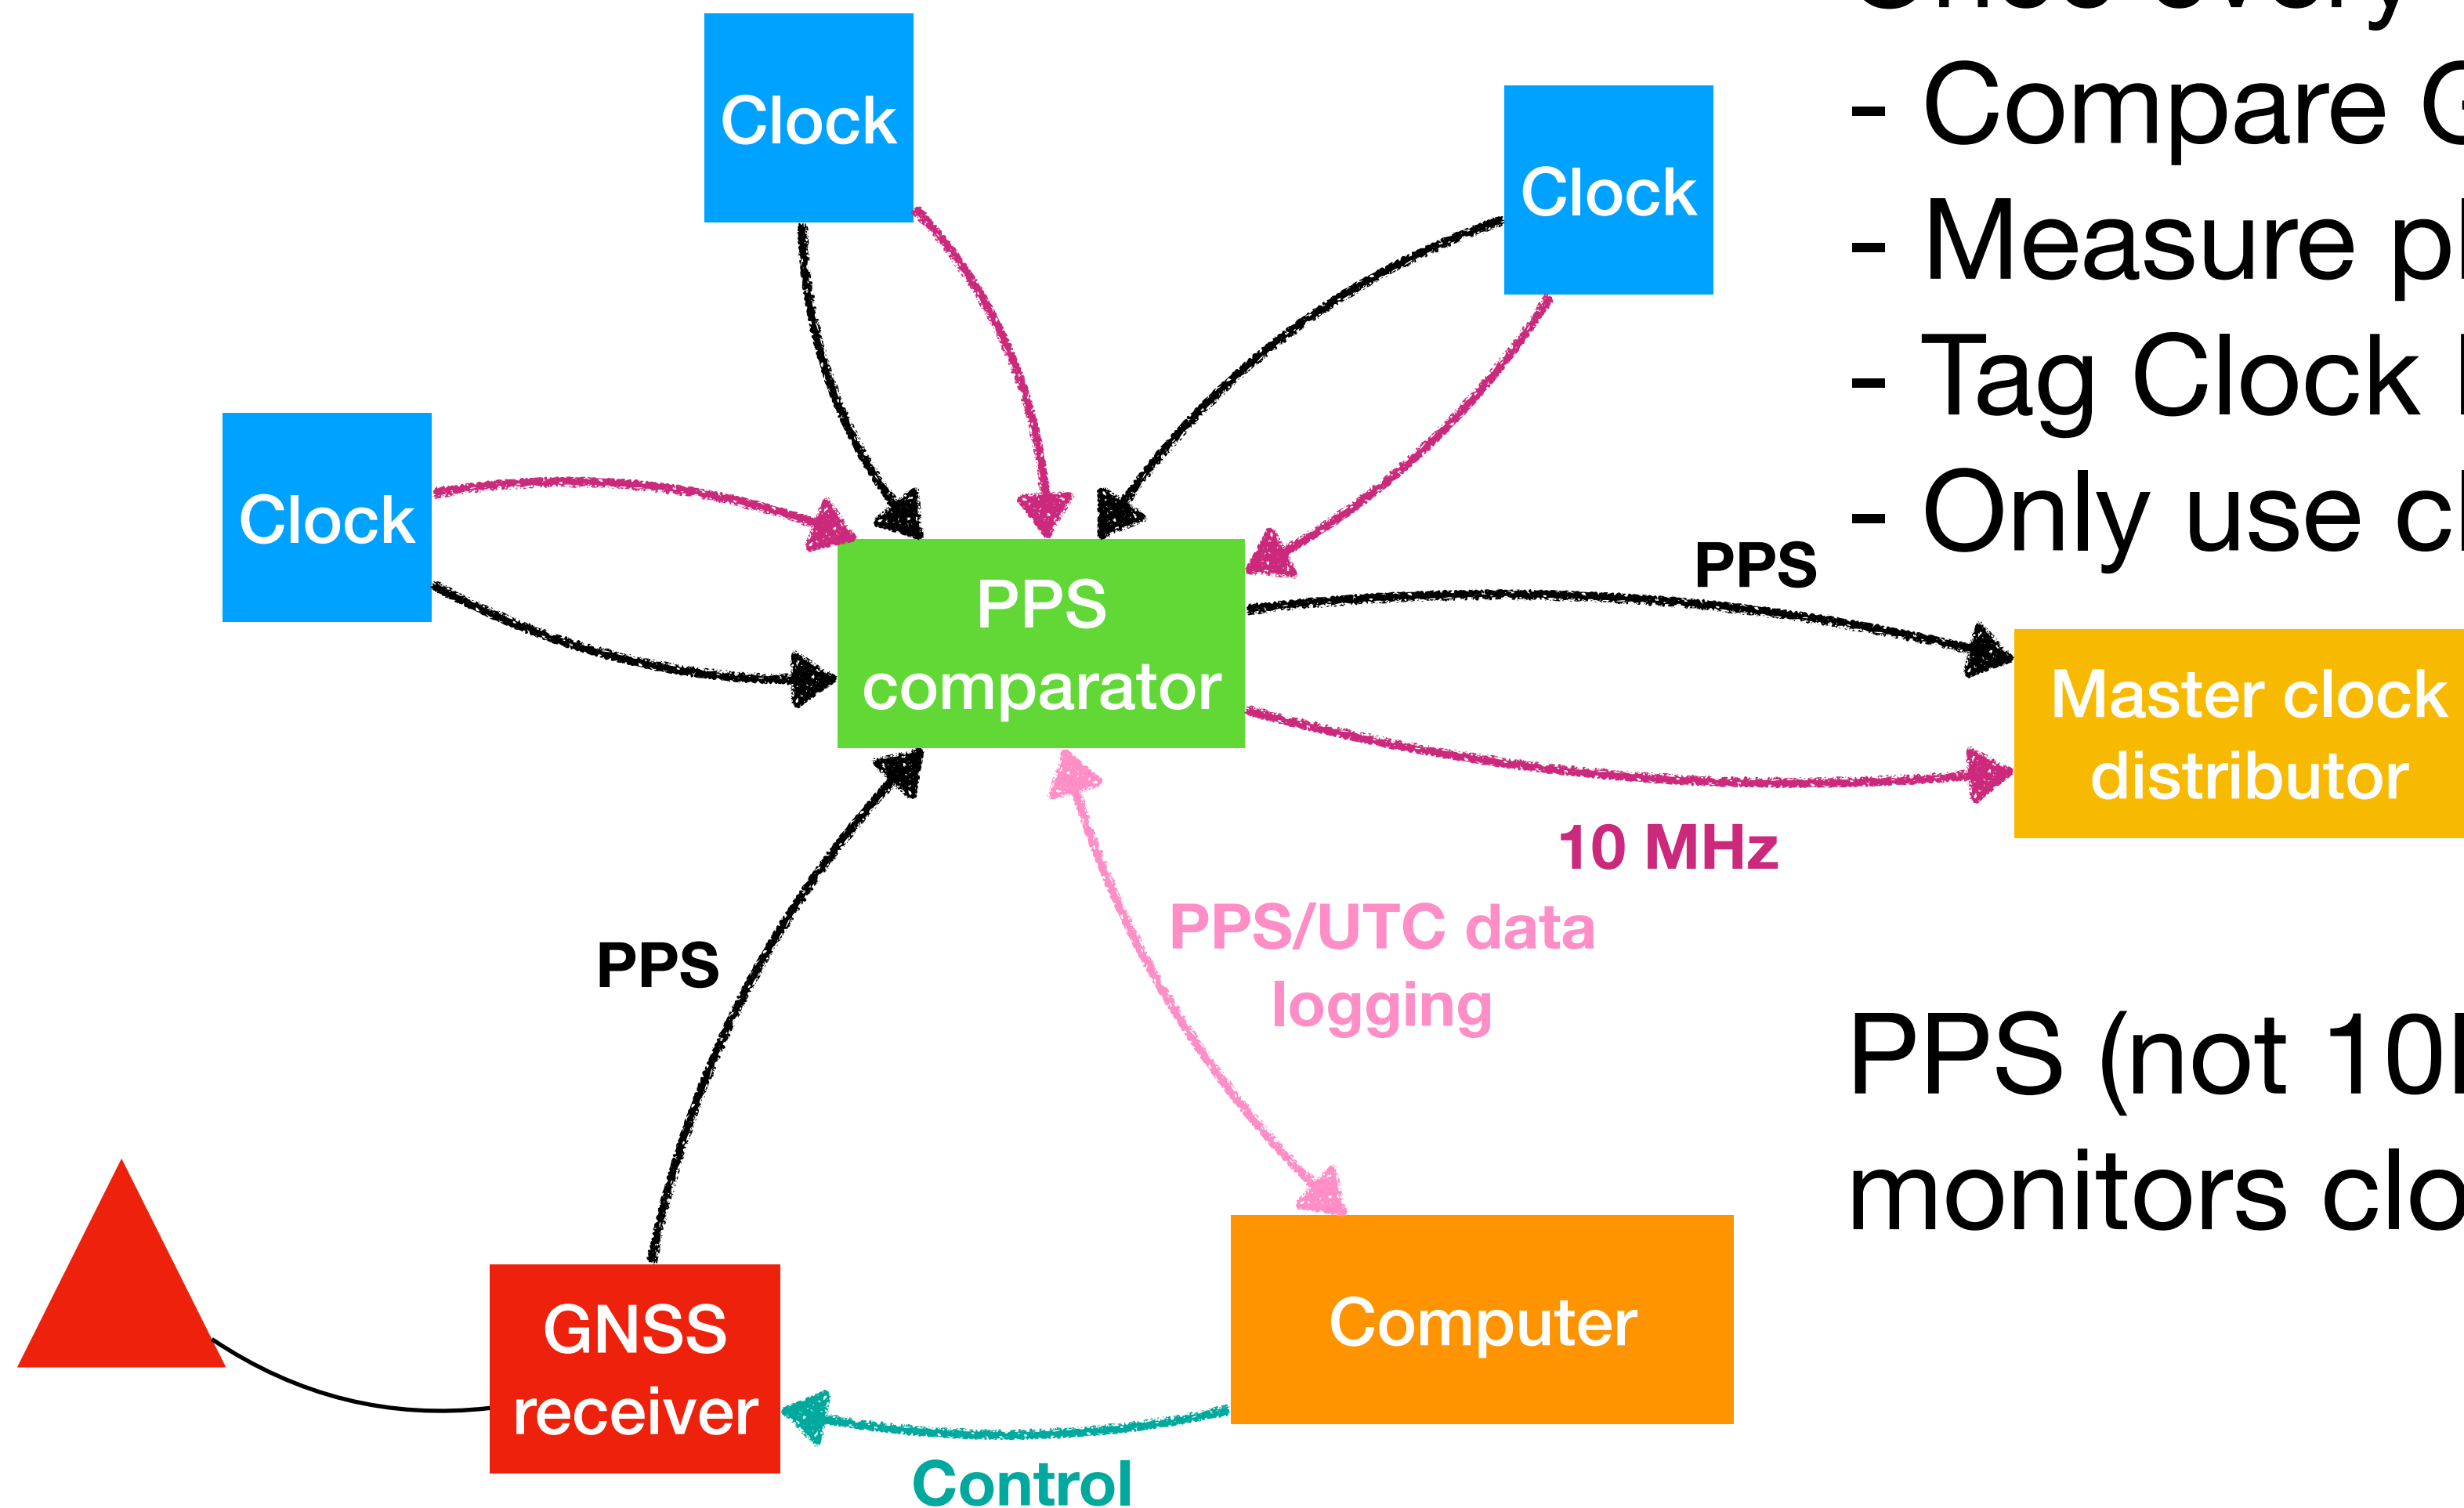 Clock
Clock
Clock
PPS
comparator
PPS
Master clock
distributor
10 MHz
PPS/UTC data
logging
PPS
GNSS
receiver
Computer
Control
every
- Compare
- Measure
- Tag Clock
- Only use
PPS (not
monitors